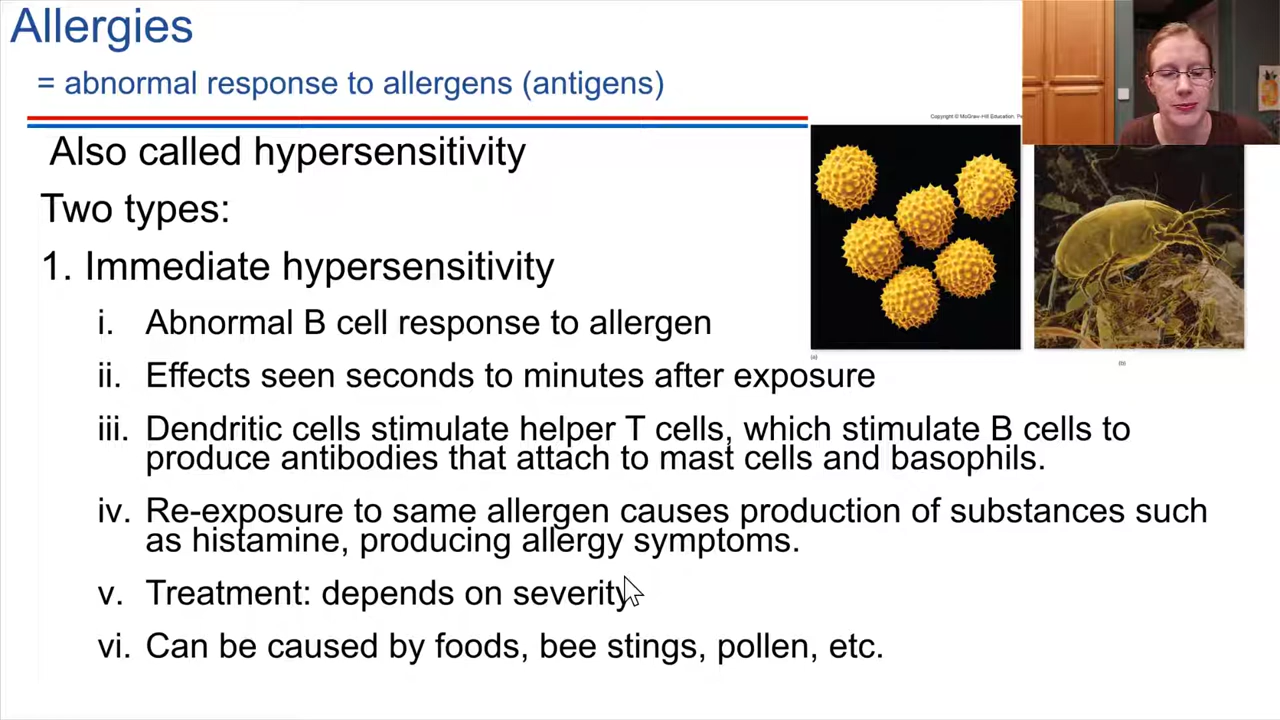 Allergies
= abnormal response to allergens (antigens)
Copyright © McGraw-Hill Education.
Also called hypersensitivity
Two types:
1. Immediate hypersensitivity
i. Abnormal B cell response to allergen
(a)
(b)
ii. Effects seen seconds to minutes after exposure
iii. Dendritic cells stimulate helper T cells, which stimulate B cells to
produce antibodies that attach to mast cells and basophils.
iv. Re-exposure to same allergen causes production of substances such
as histamine, producing allergy symptoms.
v. Treatment: depends on severity
vi. Can be caused by foods, bee stings, pollen, etc.